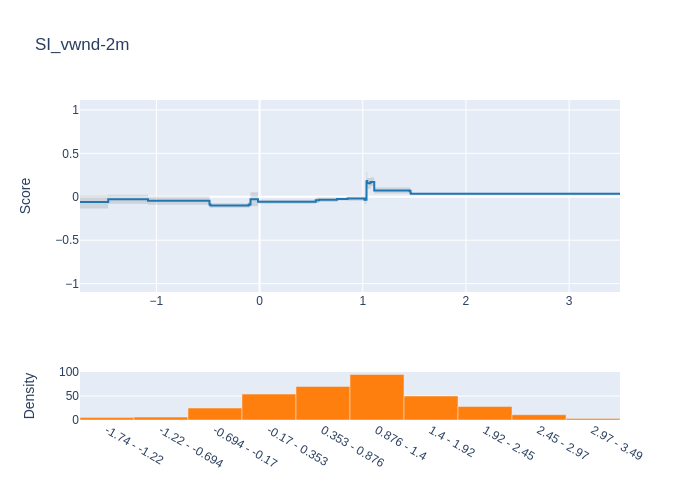 SI_vwnd-2m
1
0.5
0
−0.5
−1
Score
−1
0
1
2
3
100
50
0
Density
-1.74 - -1.22
-1.22 - -0.694
-0.694 - -0.17
-0.17 - 0.353
0.353 - 0.876
0.876 - 1.4
1.4 - 1.92
1.92 - 2.45
2.45 - 2.97
2.97 - 3.49